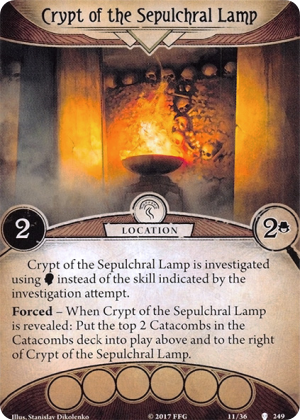 Crypt of the Sepulchral Lamp
2
LOCATION
2
Crypt of the Sepulchral Lamp is investigated
using instead of the skill indicated by the
investigation attempt.
Forced – When Crypt of the Sepulchral Lamp
is revealed: Put the top 2 Catacombs in the
Catacombs deck into play above and to the right
of Crypt of the Sepulchral Lamp.
Illus. Stanislav Dikolenko
© 2017 FFG
11/36
249